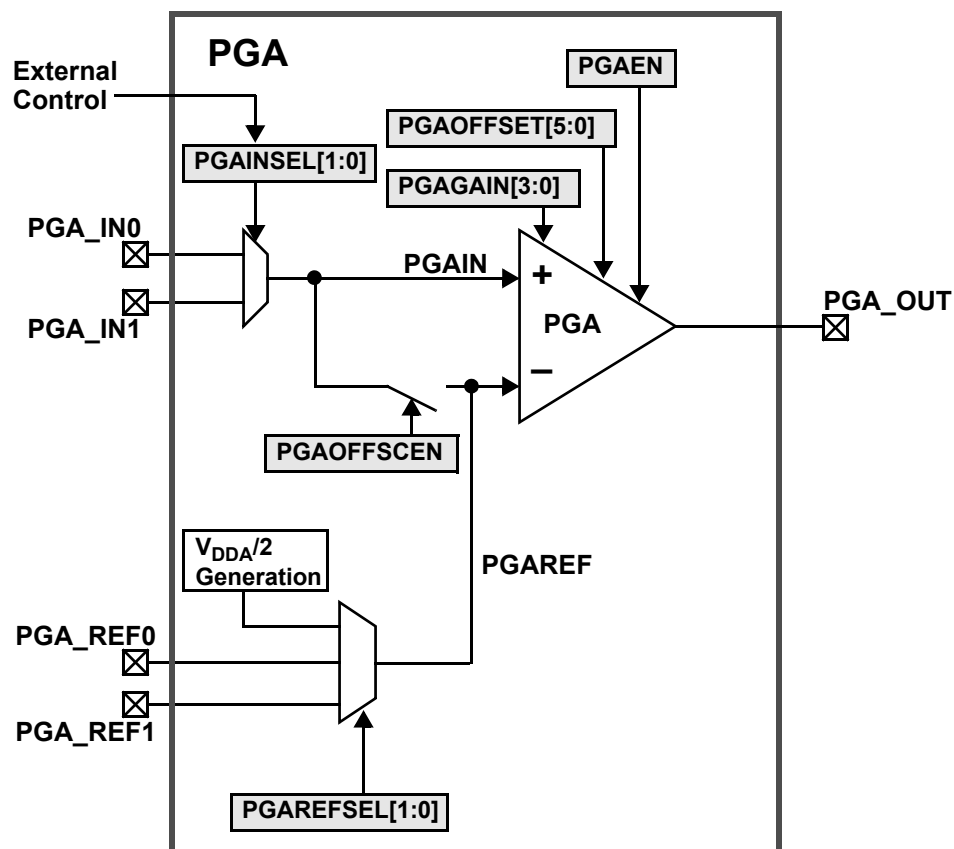 PGA
External
Control
PGAEN
PGAOFFSET[5:0]
PGAINSEL[1:0]
PGAGAIN[3:0]
PGA_IN0
PGAIN
+
PGA_OUT
PGA_IN1
PGA
−
PGAOFFSCEN
VDDA/2
Generation
PGAREF
PGA_REF0
PGA_REF1
PGAREFSEL[1:0]